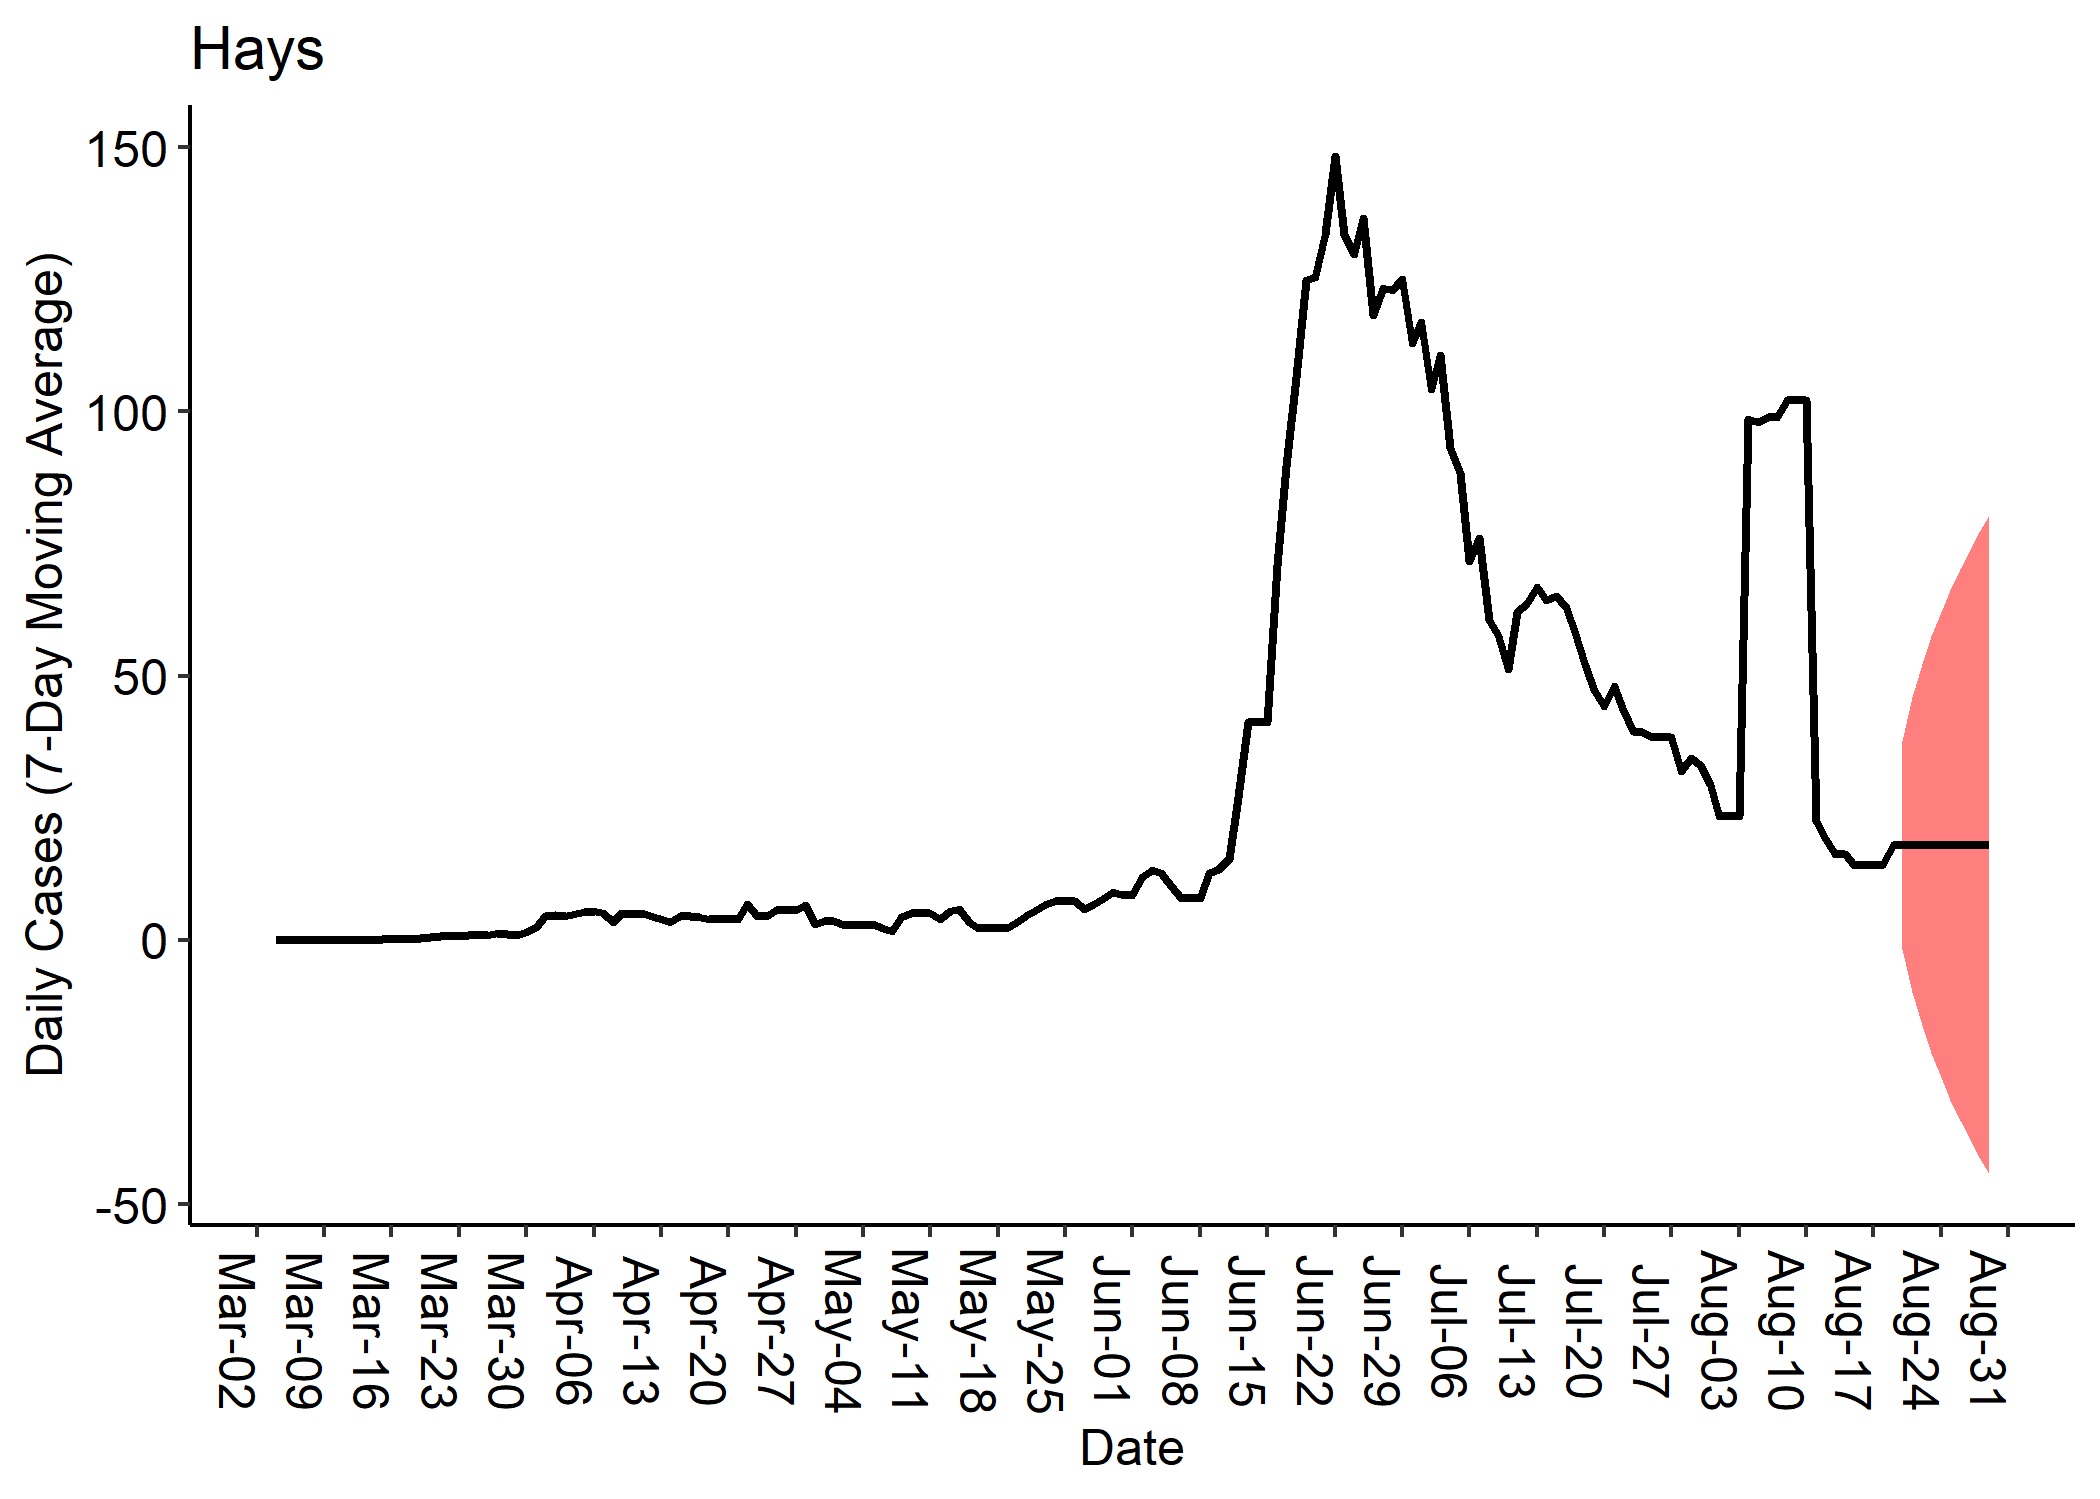 Hays
Daily Cases (7-Day Moving Average)
150
100
50
0
-50
Mar-02
Mar-09
Mar-16
Mar-23
Mar-30
Apr-06
Apr-13
Apr-20
Apr-27
May-04
May-11
May-18
May-25
Jun-01
Jun-08
Jun-15
Jun-22
Jun-29
Jul-06
Jul-13
Jul-20
Jul-27
Aug-03
Aug-10
Aug-17
Aug-24
Aug-31
Date